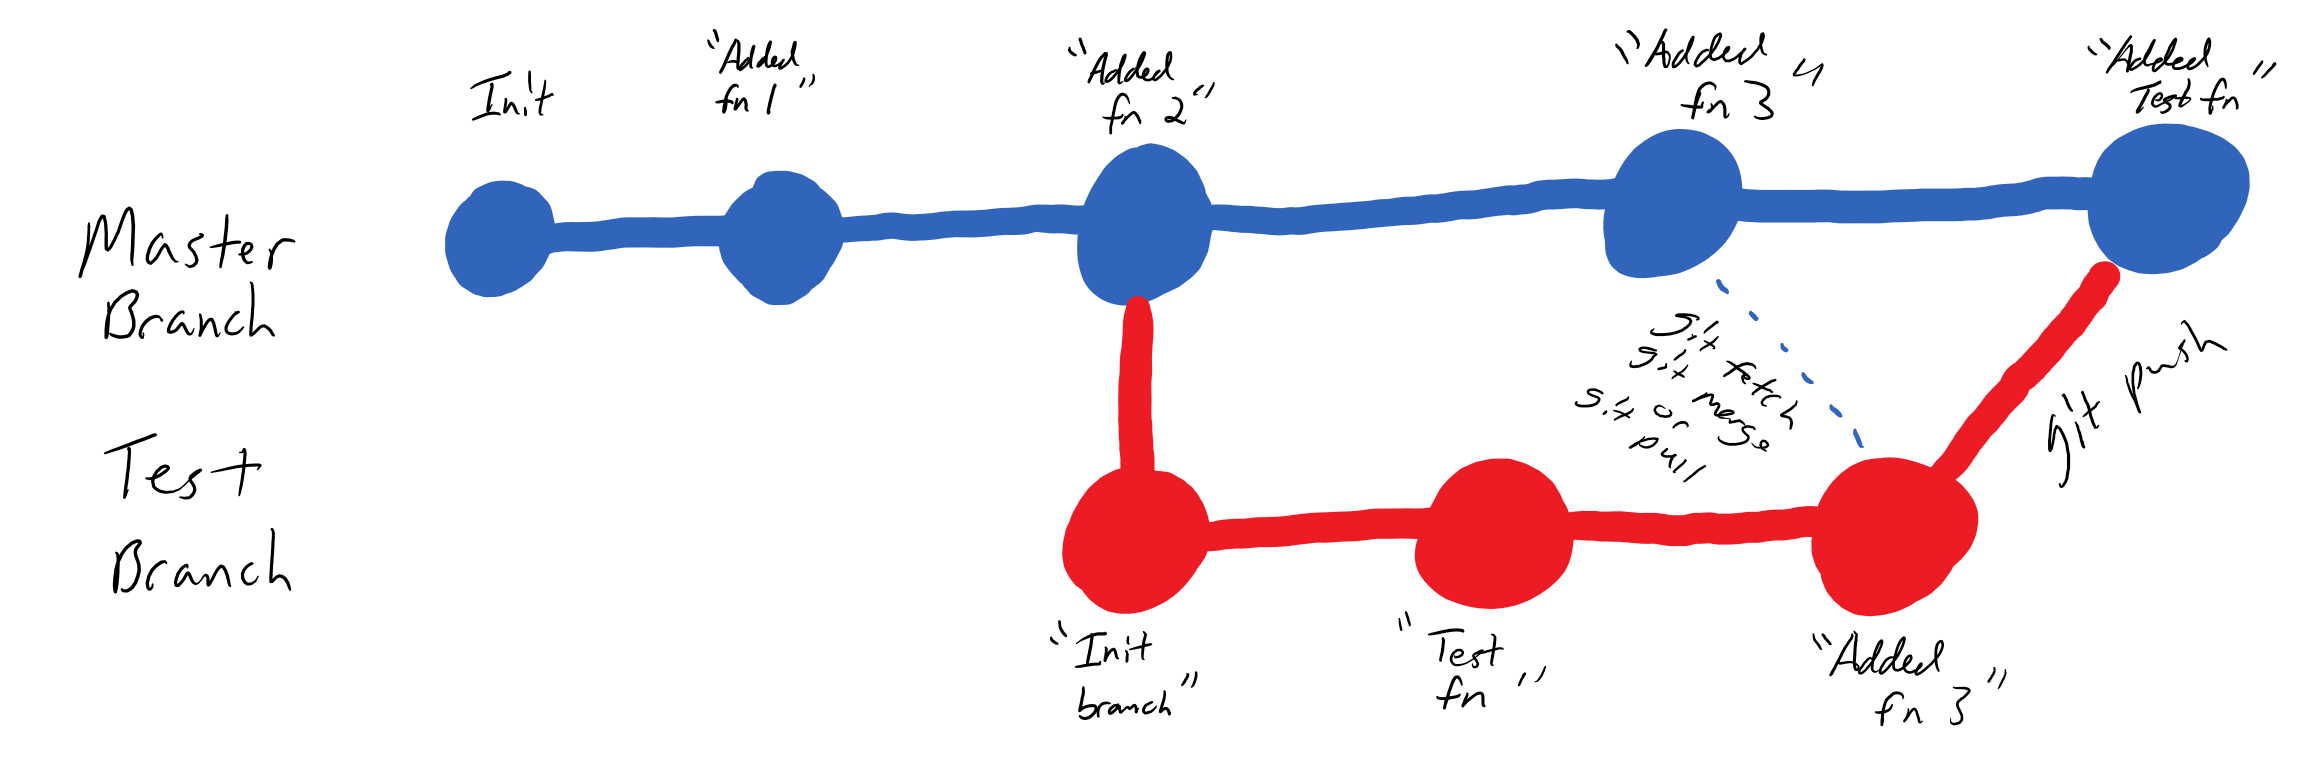 Init
"Added
fn 1"
"Added
fn 2"
"Added
fn 3"
"Added
Test fn"
Master
Branch
git fetch
git merge
or
git pull
git push
Test
Branch
"Init
branch"
"Test
fn"
"Added
fn 3"